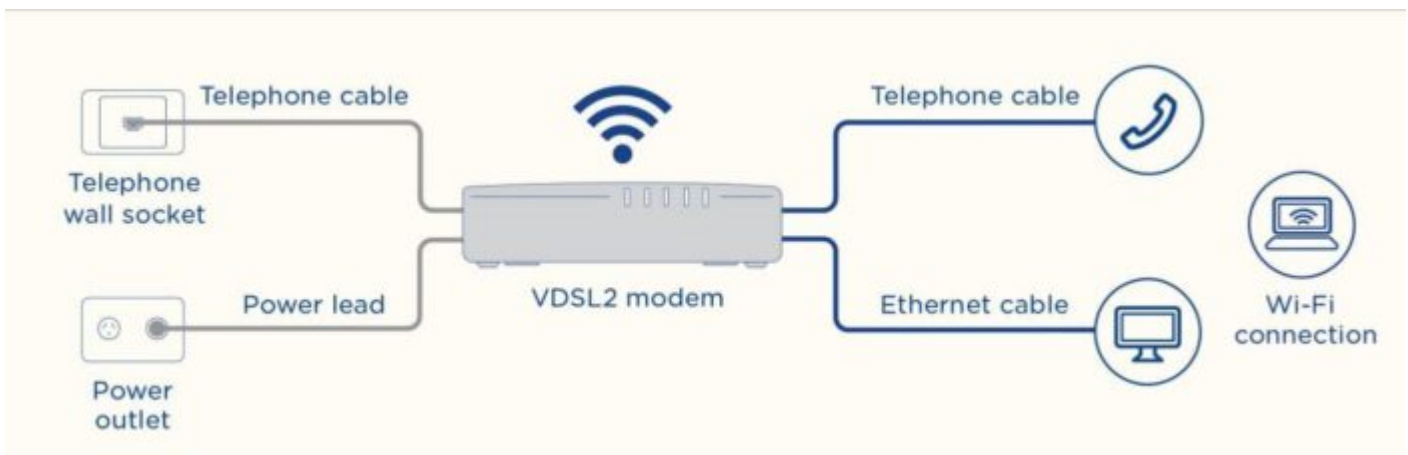 Telephone cable
Telephone cable
Telephone
wall socket
Power lead
VDSL2 modem
Ethernet cable
Wi-Fi
connection
Power
outlet